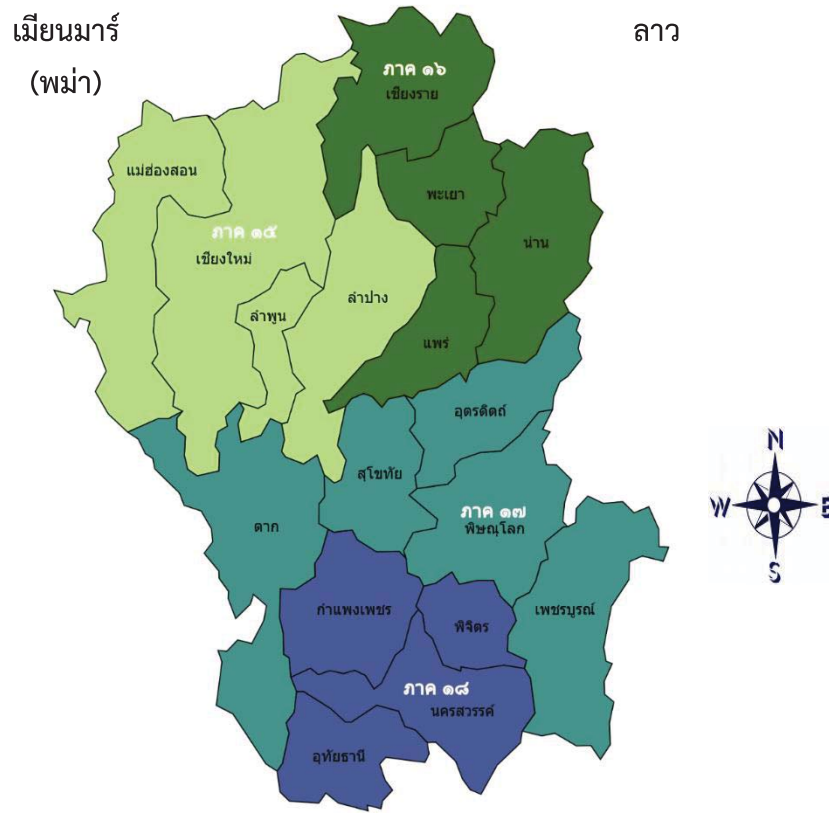 เมียนมาร์
(พม่า)
ลาว
ภาค ๑๖
เชียงราย
แม่ฮ่องสอน
พะเยา
ภาค ๑๕
เชียงใหม่
น่าน
ลำปาง
ลำพูน
แพร่
อุตรดิตถ์
สุโขทัย
ภาค ๑๗
พิษณุโลก
ตาก
N
W
E
S
กำแพงเพชร
พิจิตร
เพชรบูรณ์
ภาค ๑๘
นครสวรรค์
อุทัยธานี